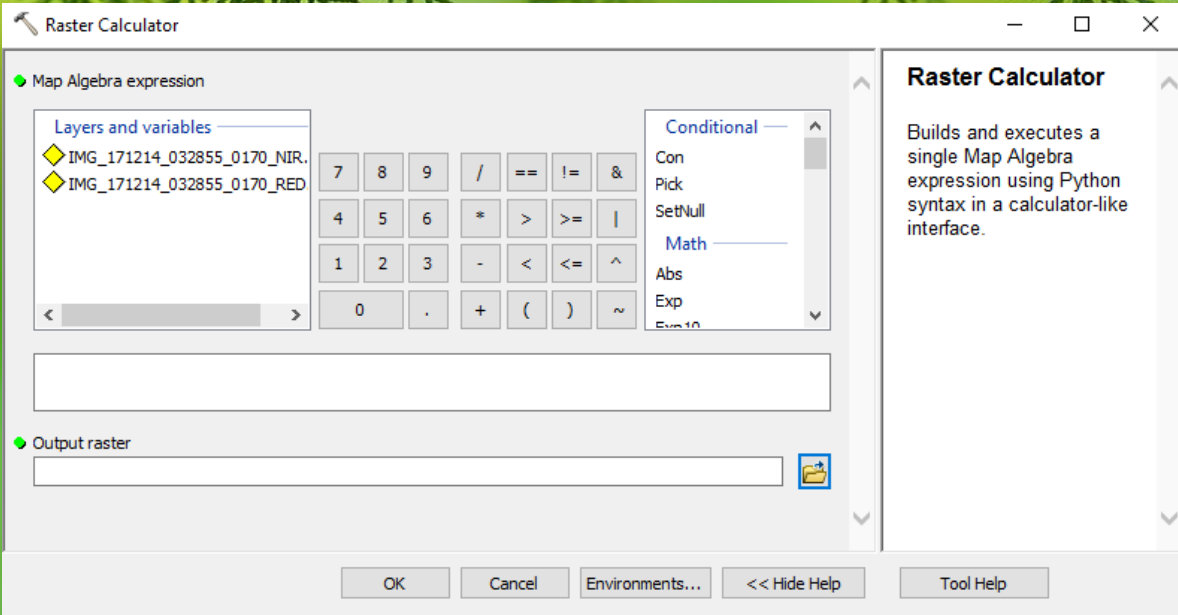 Raster Calculator
Map Algebra expression
Layers and variables
IMG_171214_032855_0170_NIR.
IMG_171214_032855_0170_RED
7 8 9 / == != &
4 5 6 * > >= |
1 2 3 - < <= ^
0 . + ( ) ~
Conditional
Con
Pick
SetNull
Math
Abs
Exp
Exp10
Output raster
OK Cancel Environments... << Hide Help Tool Help
Raster Calculator
Builds and executes a
single Map Algebra
expression using Python
syntax in a calculator-like
interface.